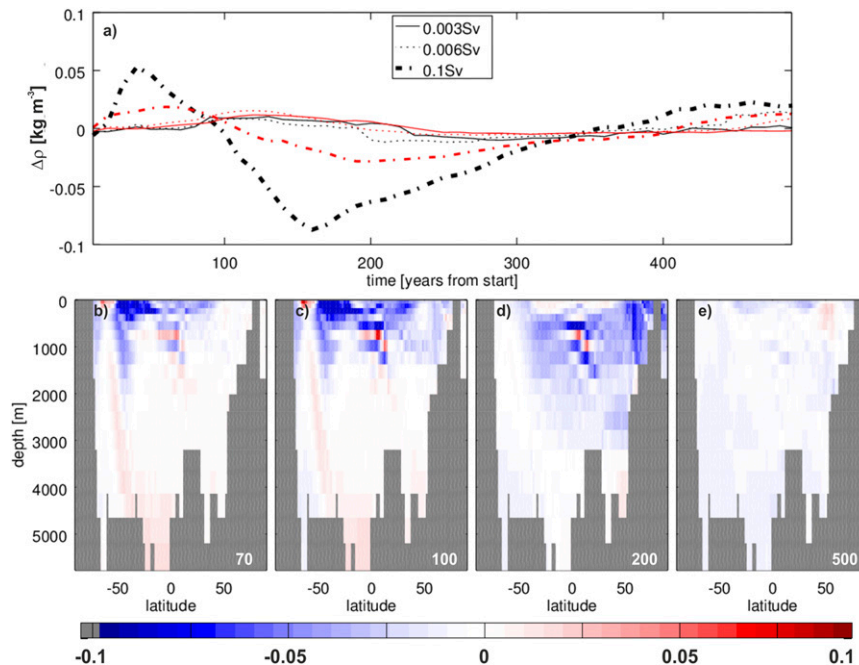 0.1
a)
0.003Sv
0.006Sv
0.1Sv
0.05
0
-0.05
-0.1
Δρ [kg m⁻³]
100 200 300 400
time [years from start]
b) c) d) e)
0
1000
2000
3000
4000
5000
depth [m]
70 100 200 500
-50 0 50 -50 0 50 -50 0 50 -50 0 50
latitude latitude latitude latitude
-0.1 -0.05 0 0.05 0.1